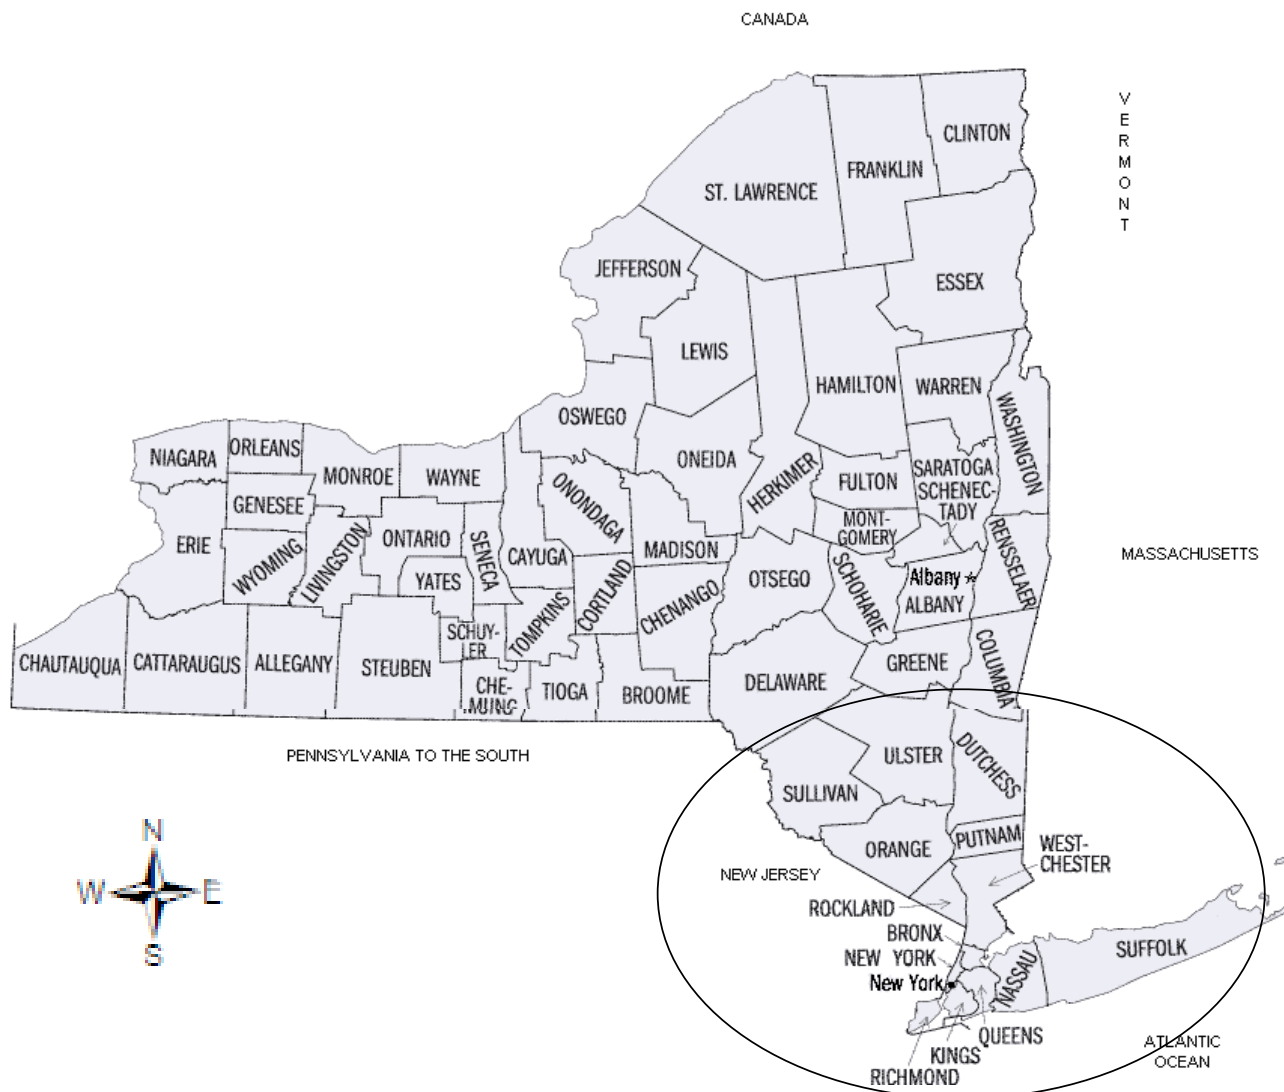 CANADA
V
E
R
M
O
N
T
CLINTON
FRANKLIN
ST. LAWRENCE
JEFFERSON
ESSEX
LEWIS
HAMILTON
WARREN
WASHINGTON
OSWEGO
ONEIDA
HERKIMER
NIAGARA
ORLEANS
MONROE
WAYNE
GENESEE
ONONDAGA
FULTON
SARATOGA
SCHENEC-
TADY
MONT-
GOMERY
RENSSELAER
ERIE
WYOMING
LIVINGSTON
ONTARIO
YATES
SENECA
CAYUGA
MADISON
CORTLAND
CHENANGO
OTSEGO
SCHOHARIE
Albany *
ALBANY
MASSACHUSETTS
CHAUTAUQUA
CATTARAUGUS
ALLEGANY
STEUBEN
SCHUY-
LER
TOMPKINS
CHE-
MUNG
TIOGA
BROOME
DELAWARE
GREENE
COLUMBIA
PENNSYLVANIA TO THE SOUTH
ULSTER
DUTCHESS
SULLIVAN
ORANGE
PUTNAM
WEST-
CHESTER
NEW JERSEY
ROCKLAND
BRONX
NEW YORK
New York
NASSAU
SUFFOLK
QUEENS
KINGS
RICHMOND
ATLANTIC
OCEAN
N
W
E
S